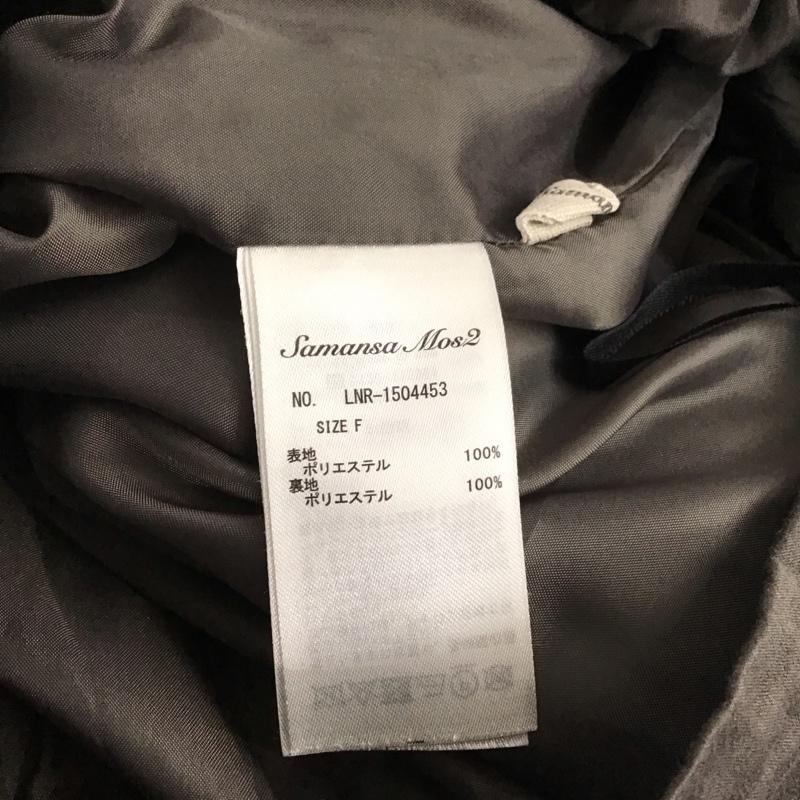 Samansa Mos2
NO. LNR-1504453
SIZE F
表地
ポリエステル 100%
裏地
ポリエステル 100%